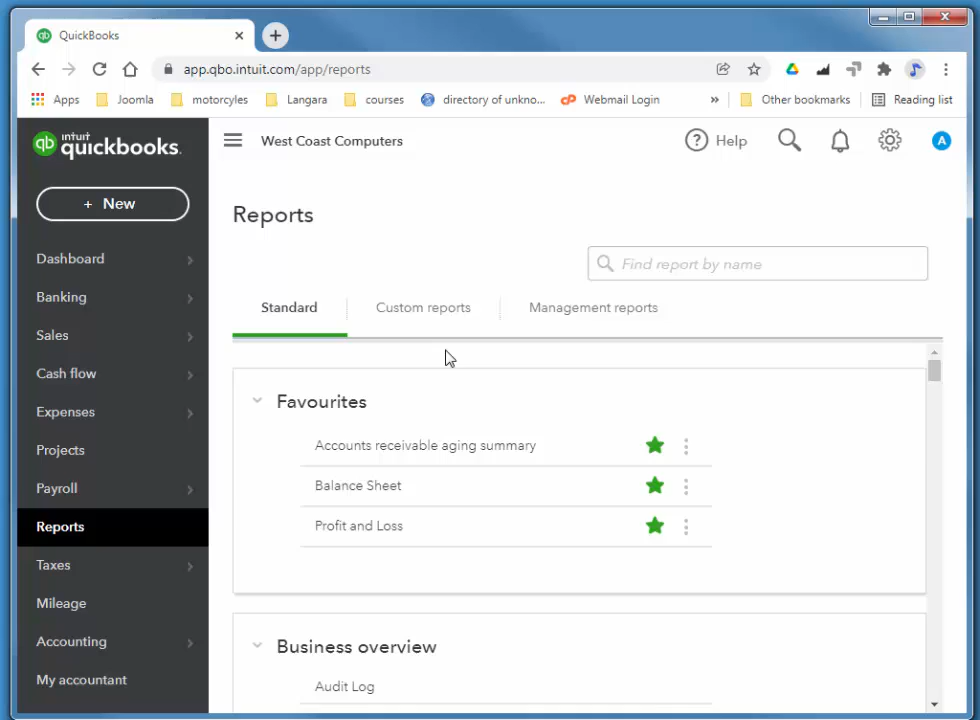 QuickBooks
app.qbo.intuit.com/app/reports
Apps
Joomla
motorcyles
Langara
courses
directory of unkno...
cP
Webmail Login
»
Other bookmarks
Reading list
qb intuit quickbooks.
West Coast Computers
? Help
A
+ New
Dashboard
Banking
Sales
Cash flow
Expenses
Projects
Payroll
Reports
Taxes
Mileage
Accounting
My accountant
Reports
Find report by name
Standard
Custom reports
Management reports
Favourites
Accounts receivable aging summary
Balance Sheet
Profit and Loss
Business overview
Audit Log